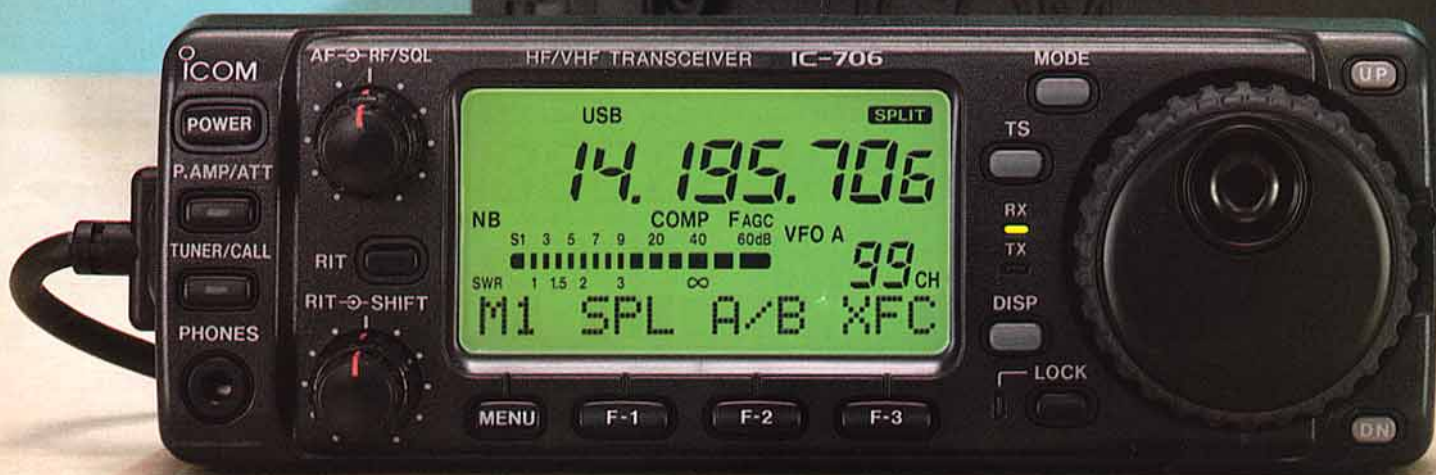 ICOM
POWER
P.AMP/ATT
TUNER/CALL
PHONES
AF RF/SQL
RIT
RIT SHIFT
HF/VHF TRANSCEIVER IC-706
USB SPLIT
14.195.706
NB COMP FAGC VFO A
S1 3 5 7 9 20 40 60dB
99 CH
SWR 1 1.5 2 3 ∞
M1 SPL A/B XFC
MENU F-1 F-2 F-3
MODE
TS
RX
TX
DISP
LOCK
UP
DN